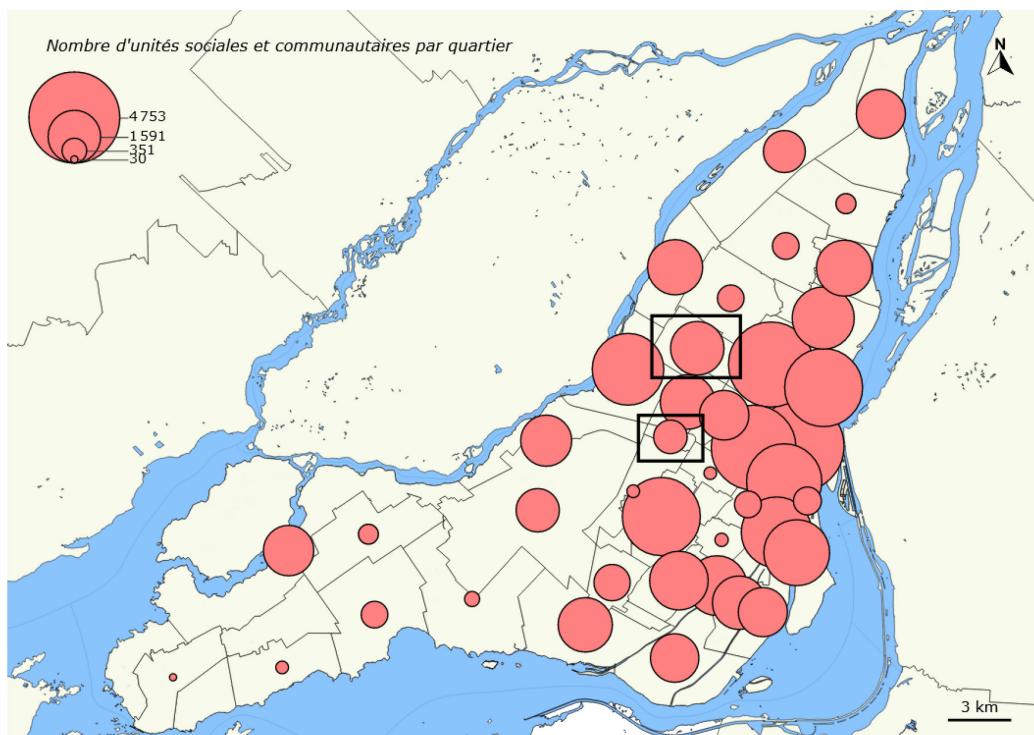 Nombre d'unités sociales et communautaires par quartier
N
4 753
1 591
351
30
3 km